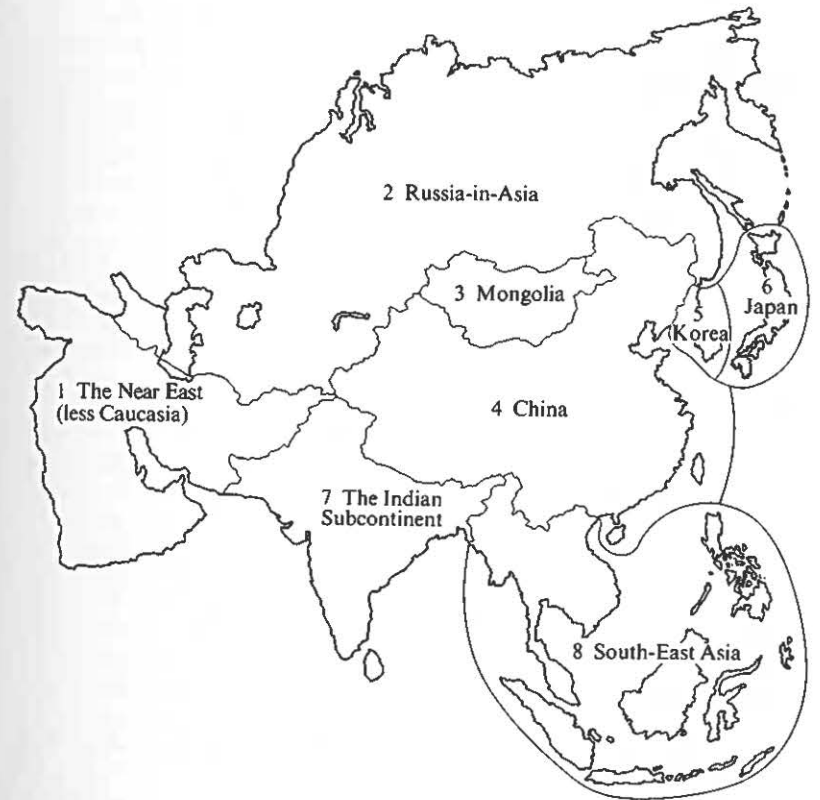 2 Russia-in-Asia
3 Mongolia
6
Japan
5
Korea
1 The Near East
(less Caucasia)
4 China
7 The Indian
Subcontinent
8 South-East Asia